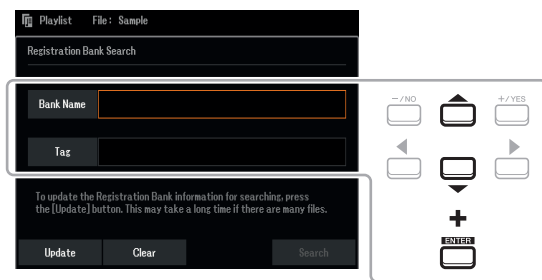 Playlist File: Sample
Registration Bank Search
Bank Name
Tag
To update the Registration Bank information for searching, press
the [Update] button. This may take a long time if there are many files.
Update Clear Search
-/NO +/YES
+
ENTER